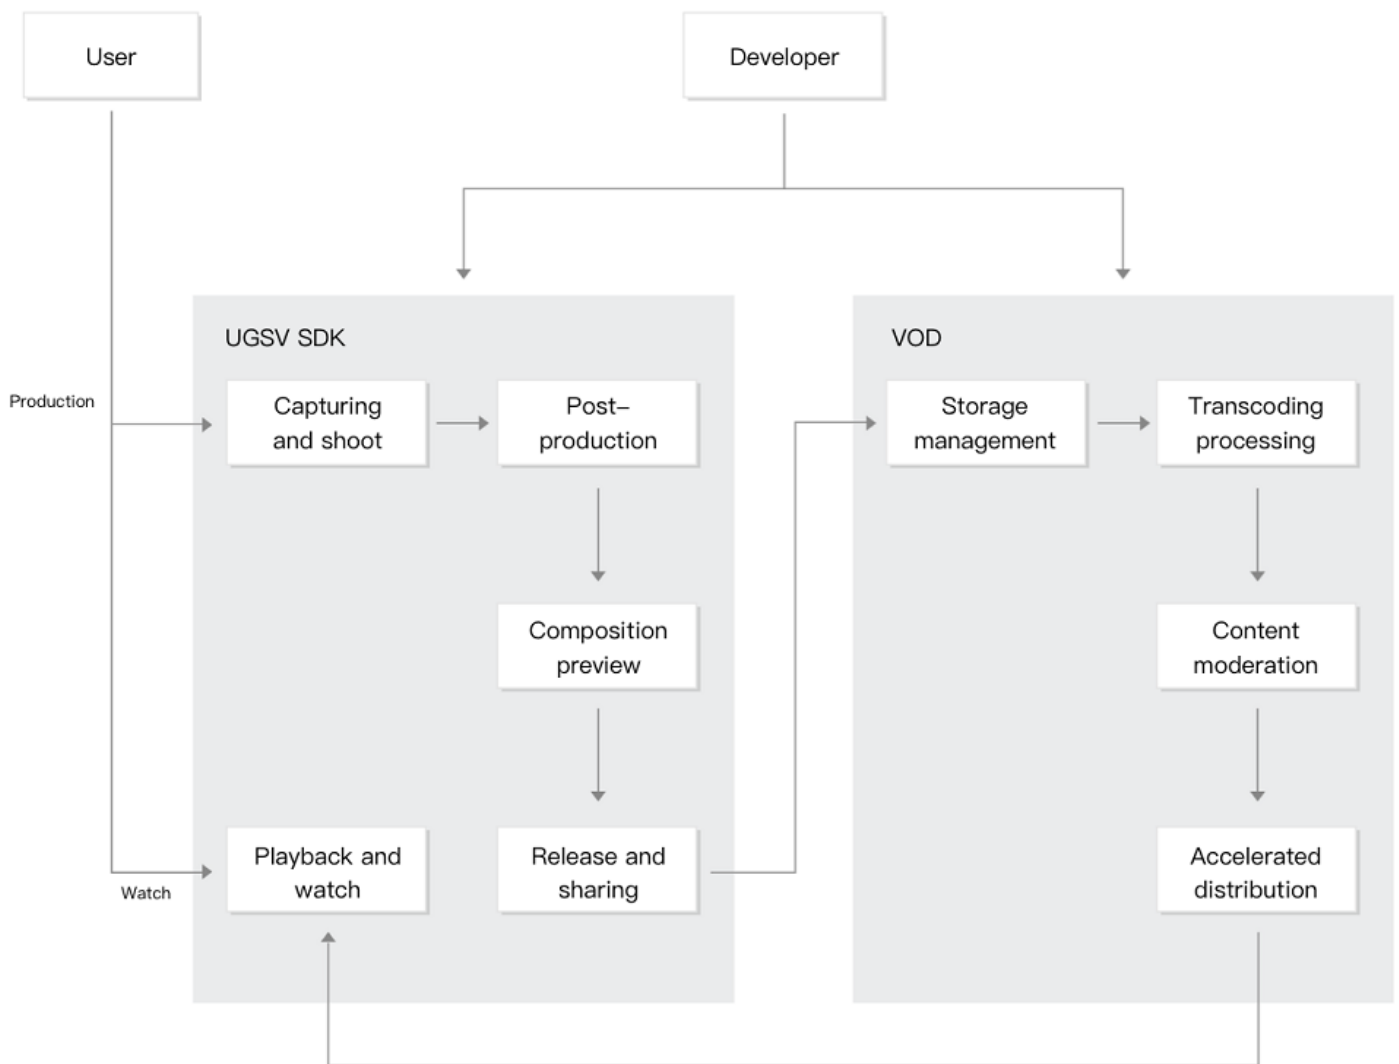 User
Developer
UGSV SDK
VOD
Production
Capturing
and shoot
Post–
production
Storage
management
Transcoding
processing
Composition
preview
Content
moderation
Playback and
watch
Release and
sharing
Accelerated
distribution
Watch